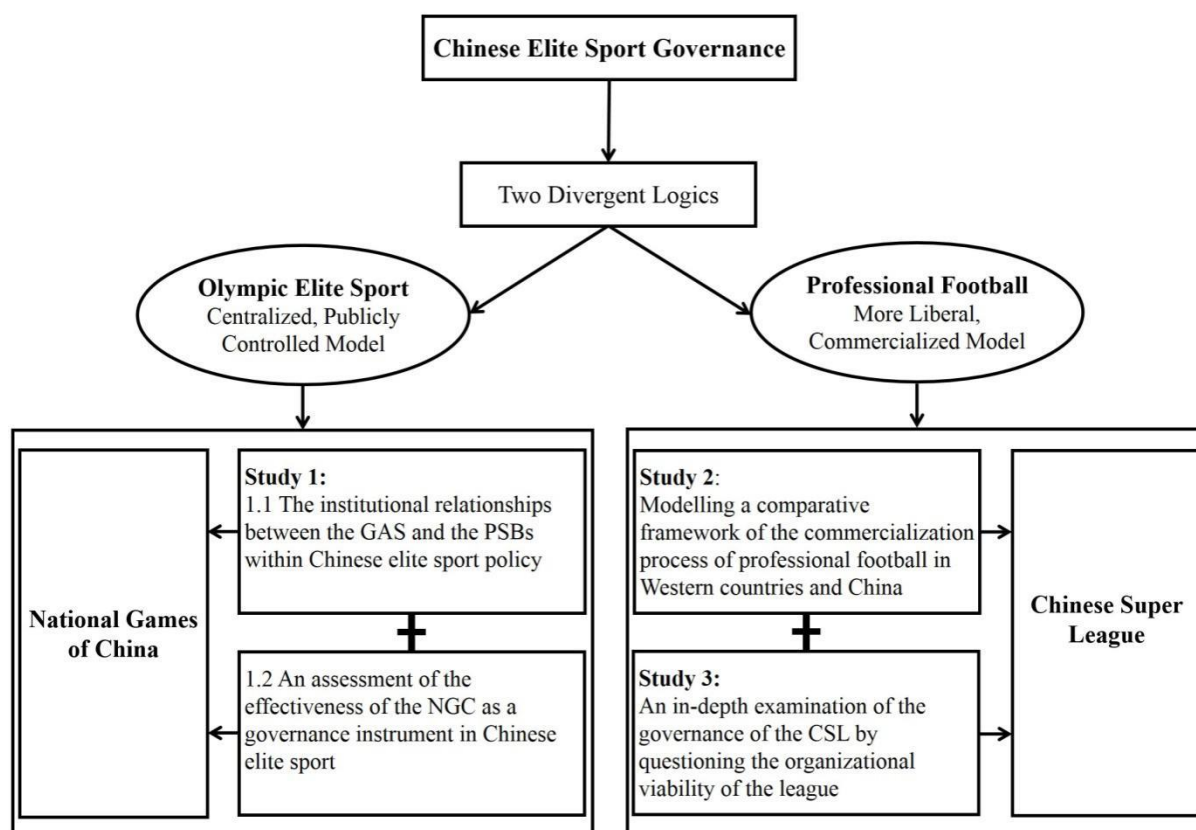 Chinese Elite Sport Governance
Two Divergent Logics
Olympic Elite Sport
Centralized, Publicly
Controlled Model
Professional Football
More Liberal,
Commercialized Model
National Games
of China
Study 1:
1.1 The institutional relationships
between the GAS and the PSBs
within Chinese elite sport policy
1.2 An assessment of the
effectiveness of the NGC as a
governance instrument in Chinese
elite sport
Study 2:
Modelling a comparative
framework of the commercialization
process of professional football in
Western countries and China
Study 3:
An in-depth examination of the
governance of the CSL by
questioning the organizational
viability of the league
Chinese Super
League